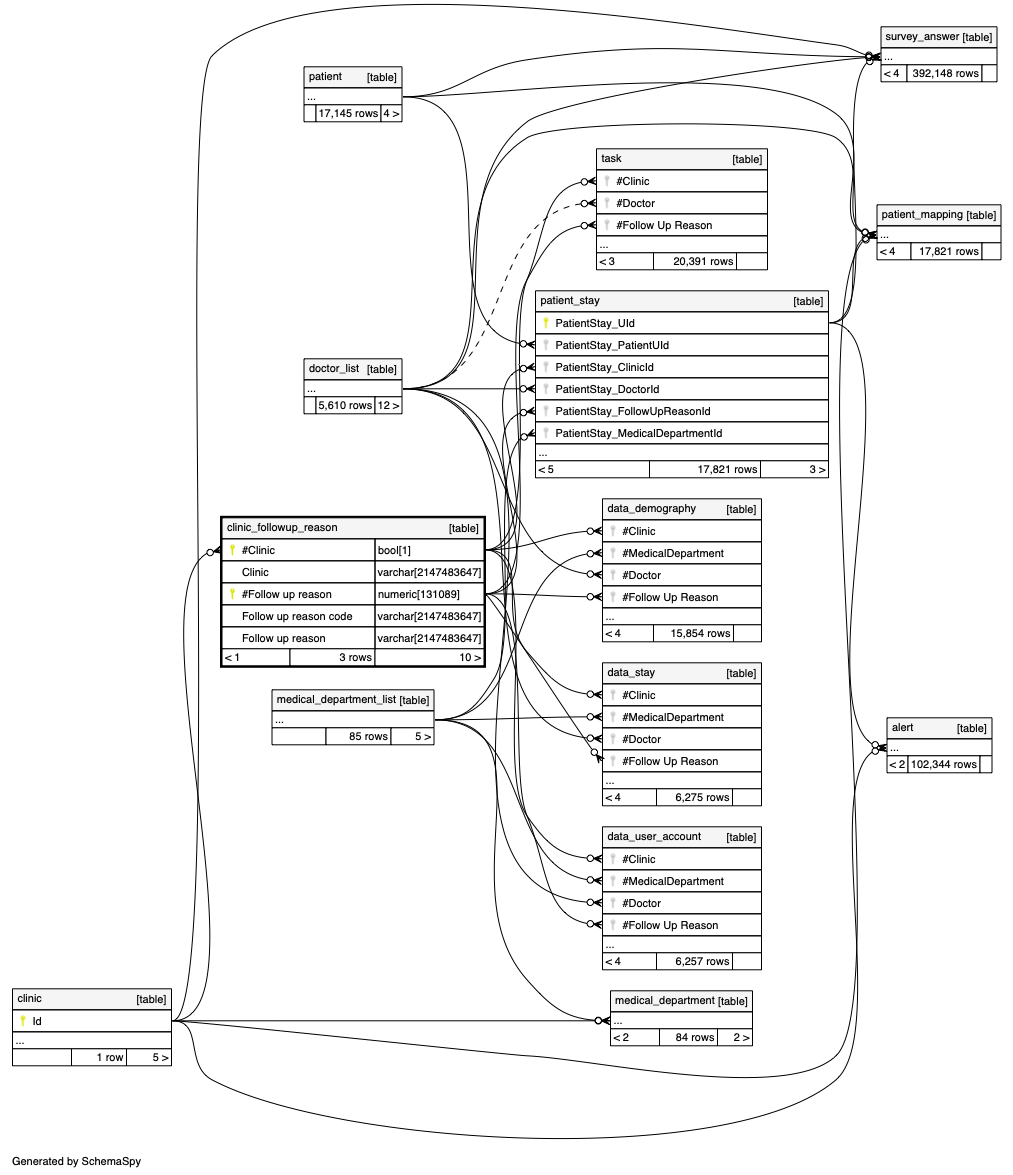 survey_answer [table]
...
< 4 392,148 rows
patient [table]
...
17,145 rows 4 >
task [table]
#Clinic
#Doctor
#Follow Up Reason
...
< 3 20,391 rows
patient_mapping [table]
...
< 4 17,821 rows
patient_stay [table]
PatientStay_UId
PatientStay_PatientUId
PatientStay_ClinicId
PatientStay_DoctorId
PatientStay_FollowUpReasonId
PatientStay_MedicalDepartmentId
...
< 5 17,821 rows 3 >
doctor_list [table]
...
5,610 rows 12 >
data_demography [table]
#Clinic
#MedicalDepartment
#Doctor
#Follow Up Reason
...
< 4 15,854 rows
clinic_followup_reason [table]
#Clinic bool[1]
Clinic varchar[2147483647]
#Follow up reason numeric[131089]
Follow up reason code varchar[2147483647]
Follow up reason varchar[2147483647]
< 1 3 rows 10 >
data_stay [table]
#Clinic
#MedicalDepartment
#Doctor
#Follow Up Reason
...
< 4 6,275 rows
medical_department_list [table]
...
85 rows 5 >
alert [table]
...
< 2 102,344 rows
data_user_account [table]
#Clinic
#MedicalDepartment
#Doctor
#Follow Up Reason
...
< 4 6,257 rows
clinic [table]
Id
...
1 row 5 >
medical_department [table]
...
< 2 84 rows 2 >
Generated by SchemaSpy